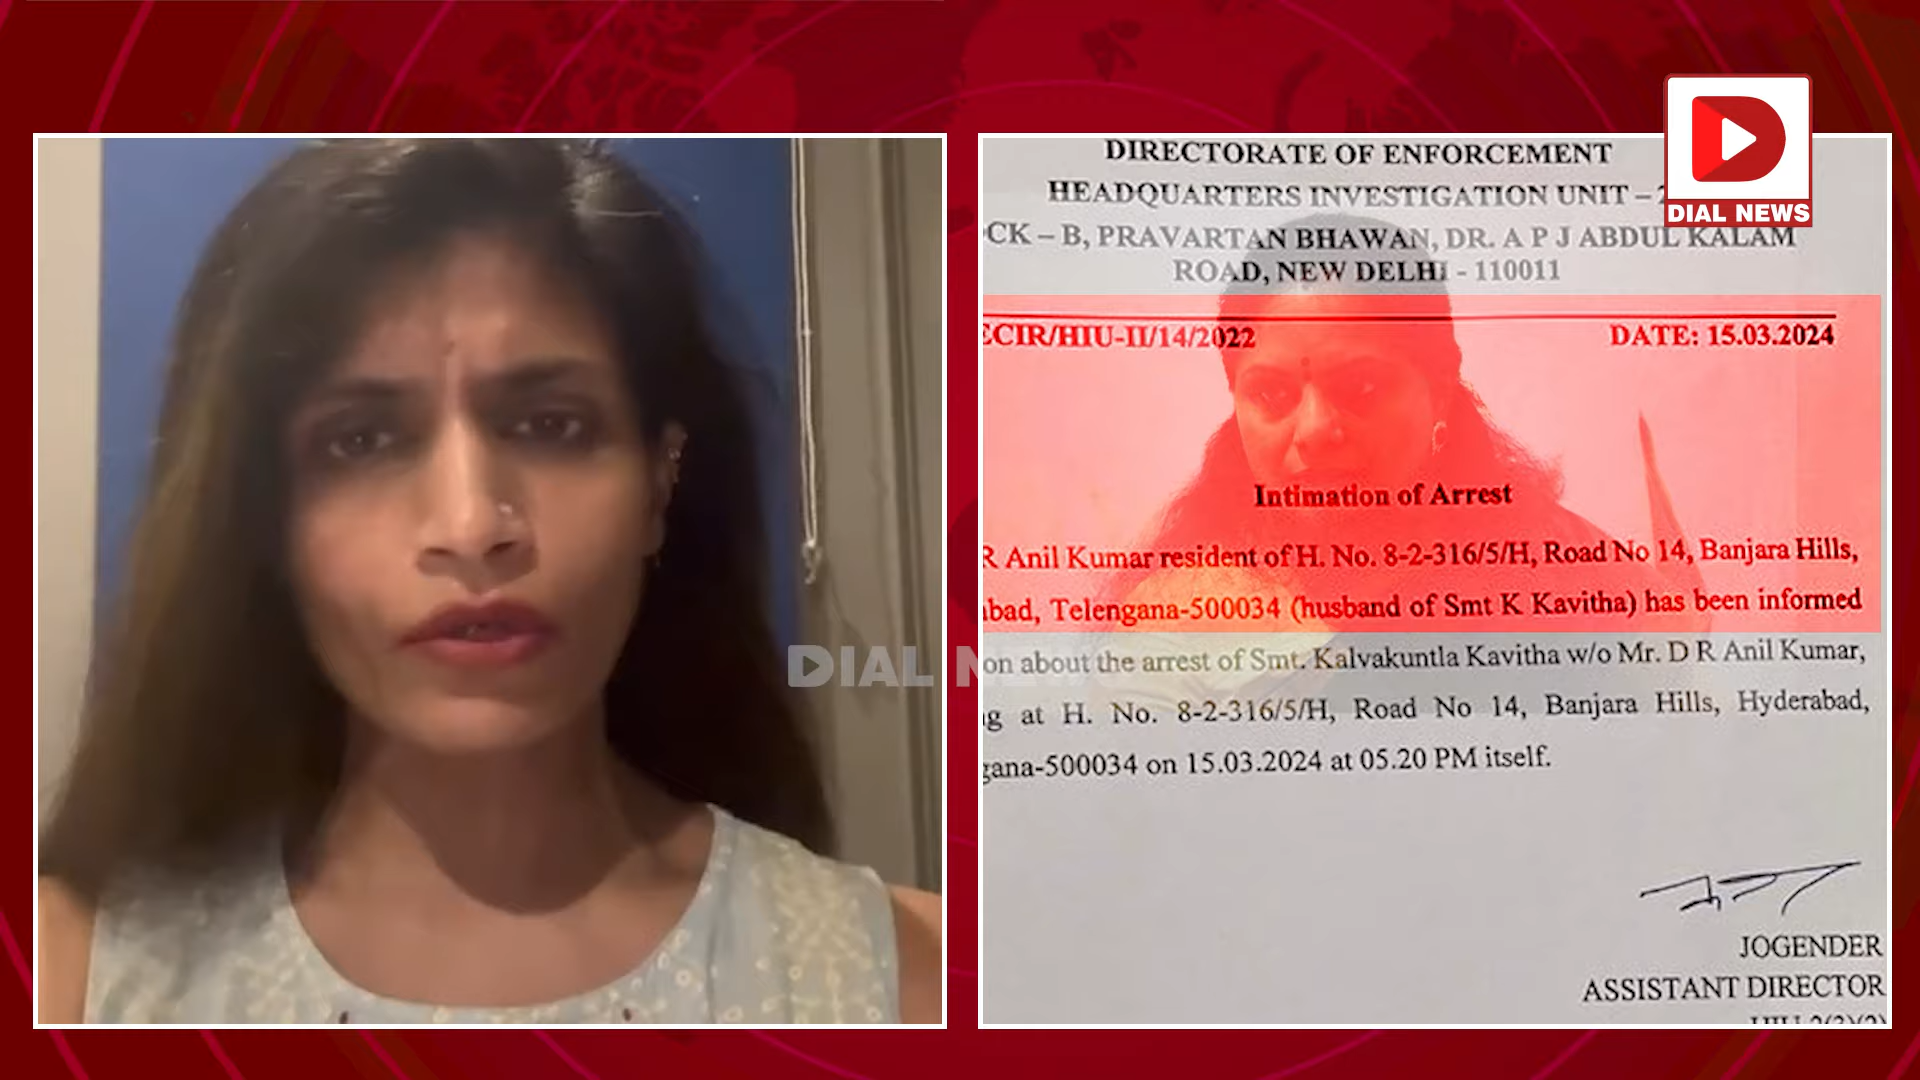 DIAL NEWS
DIRECTORATE OF ENFORCEMENT
HEADQUARTERS INVESTIGATION UNIT –
CK – B, PRAVARTAN BHAWAN, DR. A P J ABDUL KALAM
ROAD, NEW DELHI - 110011
ECIR/HIU-II/14/2022 DATE: 15.03.2024
Intimation of Arrest
R Anil Kumar resident of H. No. 8-2-316/5/H, Road No 14, Banjara Hills,
bad, Telengana-500034 (husband of Smt K Kavitha) has been informed
on about the arrest of Smt. Kalvakuntla Kavitha w/o Mr. D R Anil Kumar,
g at H. No. 8-2-316/5/H, Road No 14, Banjara Hills, Hyderabad,
gana-500034 on 15.03.2024 at 05.20 PM itself.
JOGENDER
ASSISTANT DIRECTOR
DIAL N